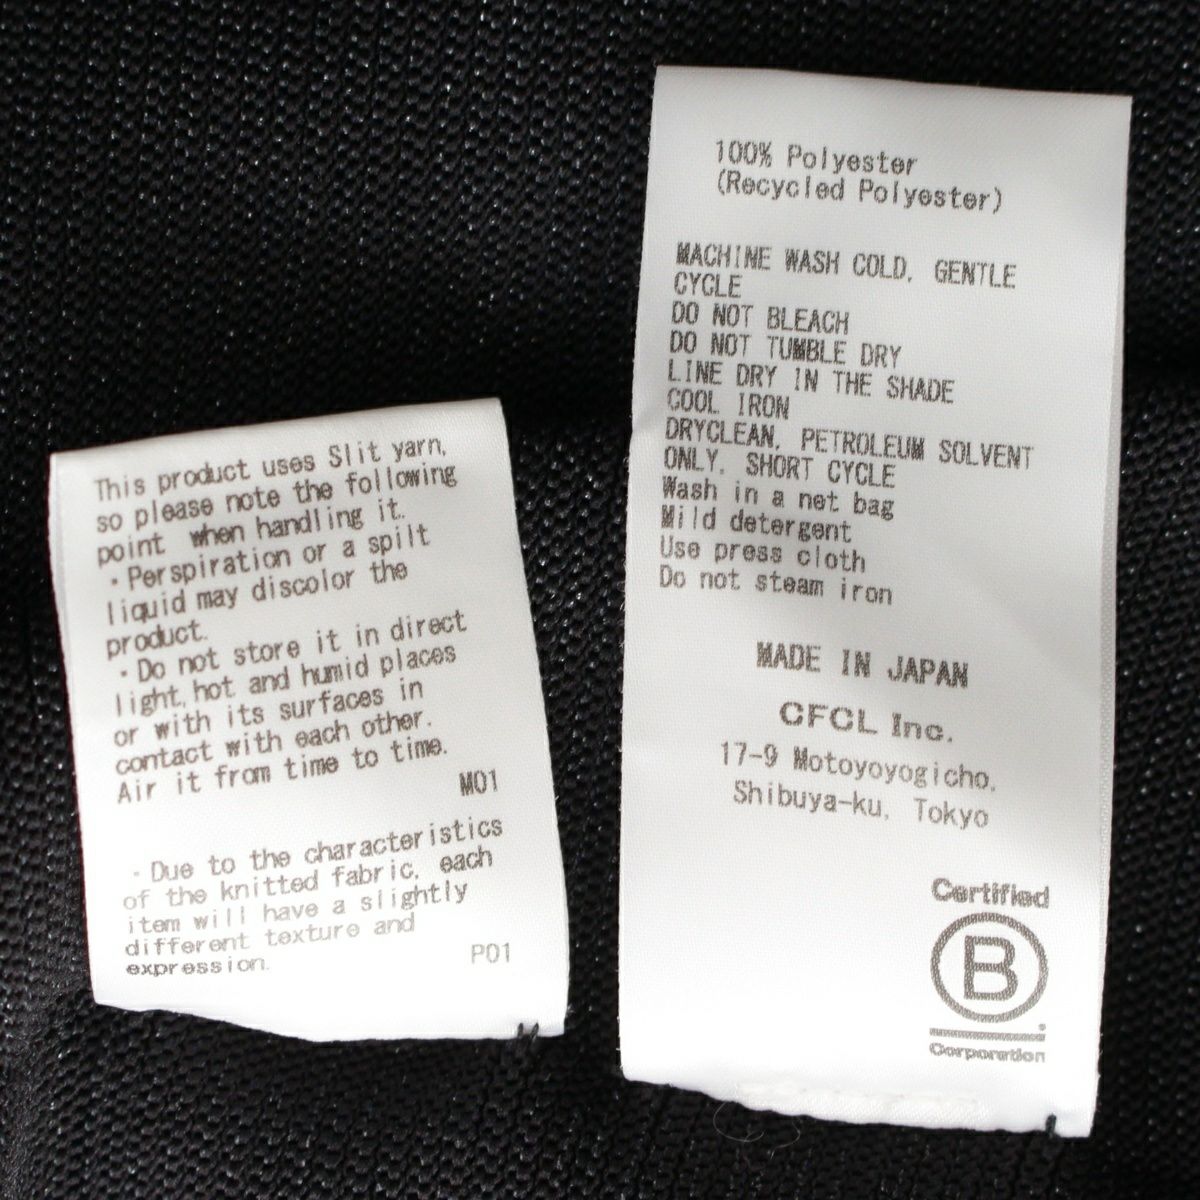 This product uses Slit yarn,
so please note the following
point when handling it.
・Perspiration or a spilt
liquid may discolor the
product.
・Do not store it in direct
light, hot and humid places
or with its surfaces in
contact with each other.
Air it from time to time.
M01
・Due to the characteristics
of the knitted fabric, each
item will have a slightly
different texture and
expression.
P01
100% Polyester
(Recycled Polyester)
MACHINE WASH COLD, GENTLE
CYCLE
DO NOT BLEACH
DO NOT TUMBLE DRY
LINE DRY IN THE SHADE
COOL IRON
DRYCLEAN, PETROLEUM SOLVENT
ONLY, SHORT CYCLE
Wash in a net bag
Mild detergent
Use press cloth
Do not steam iron
MADE IN JAPAN
CFCL Inc.
17-9 Motoyoyogicho,
Shibuya-ku, Tokyo
Certified
B
Corporation